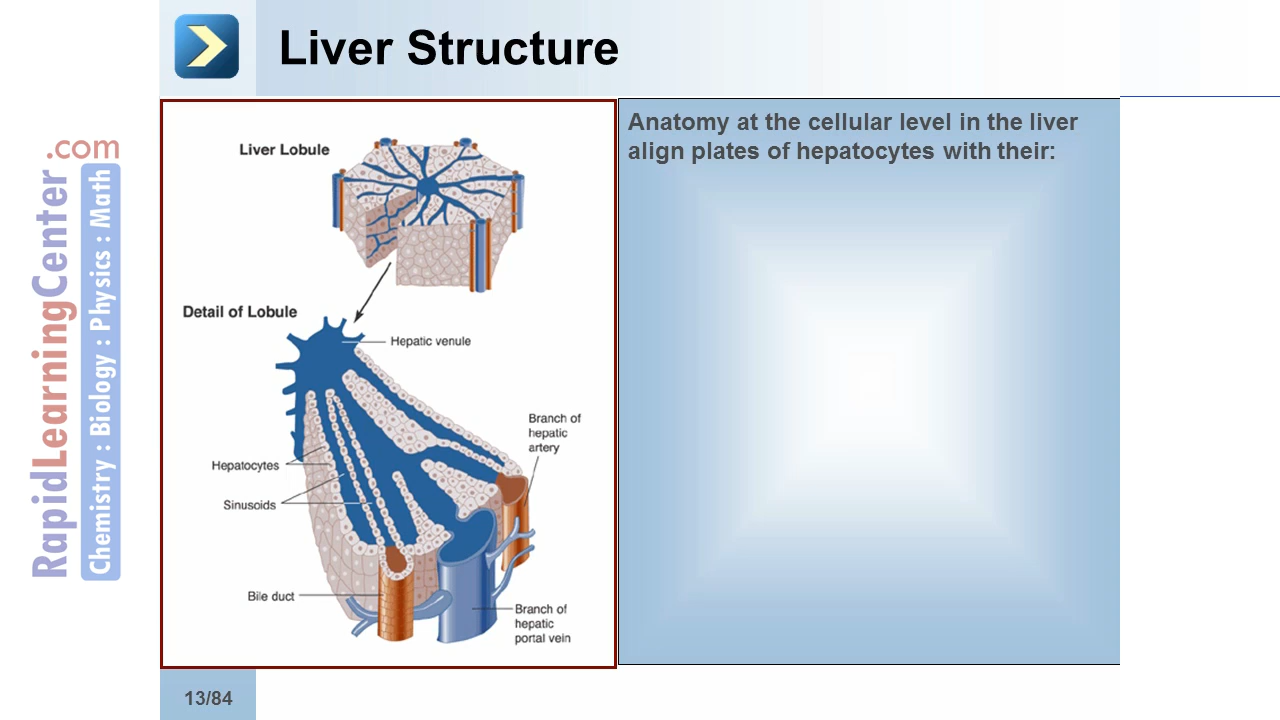 Liver Structure
RapidLearningCenter.com
Chemistry : Biology : Physics : Math
Liver Lobule
Detail of Lobule
Hepatic venule
Branch of
hepatic
artery
Hepatocytes
Sinusoids
Bile duct
Branch of
hepatic
portal vein
Anatomy at the cellular level in the liver
align plates of hepatocytes with their:
13/84